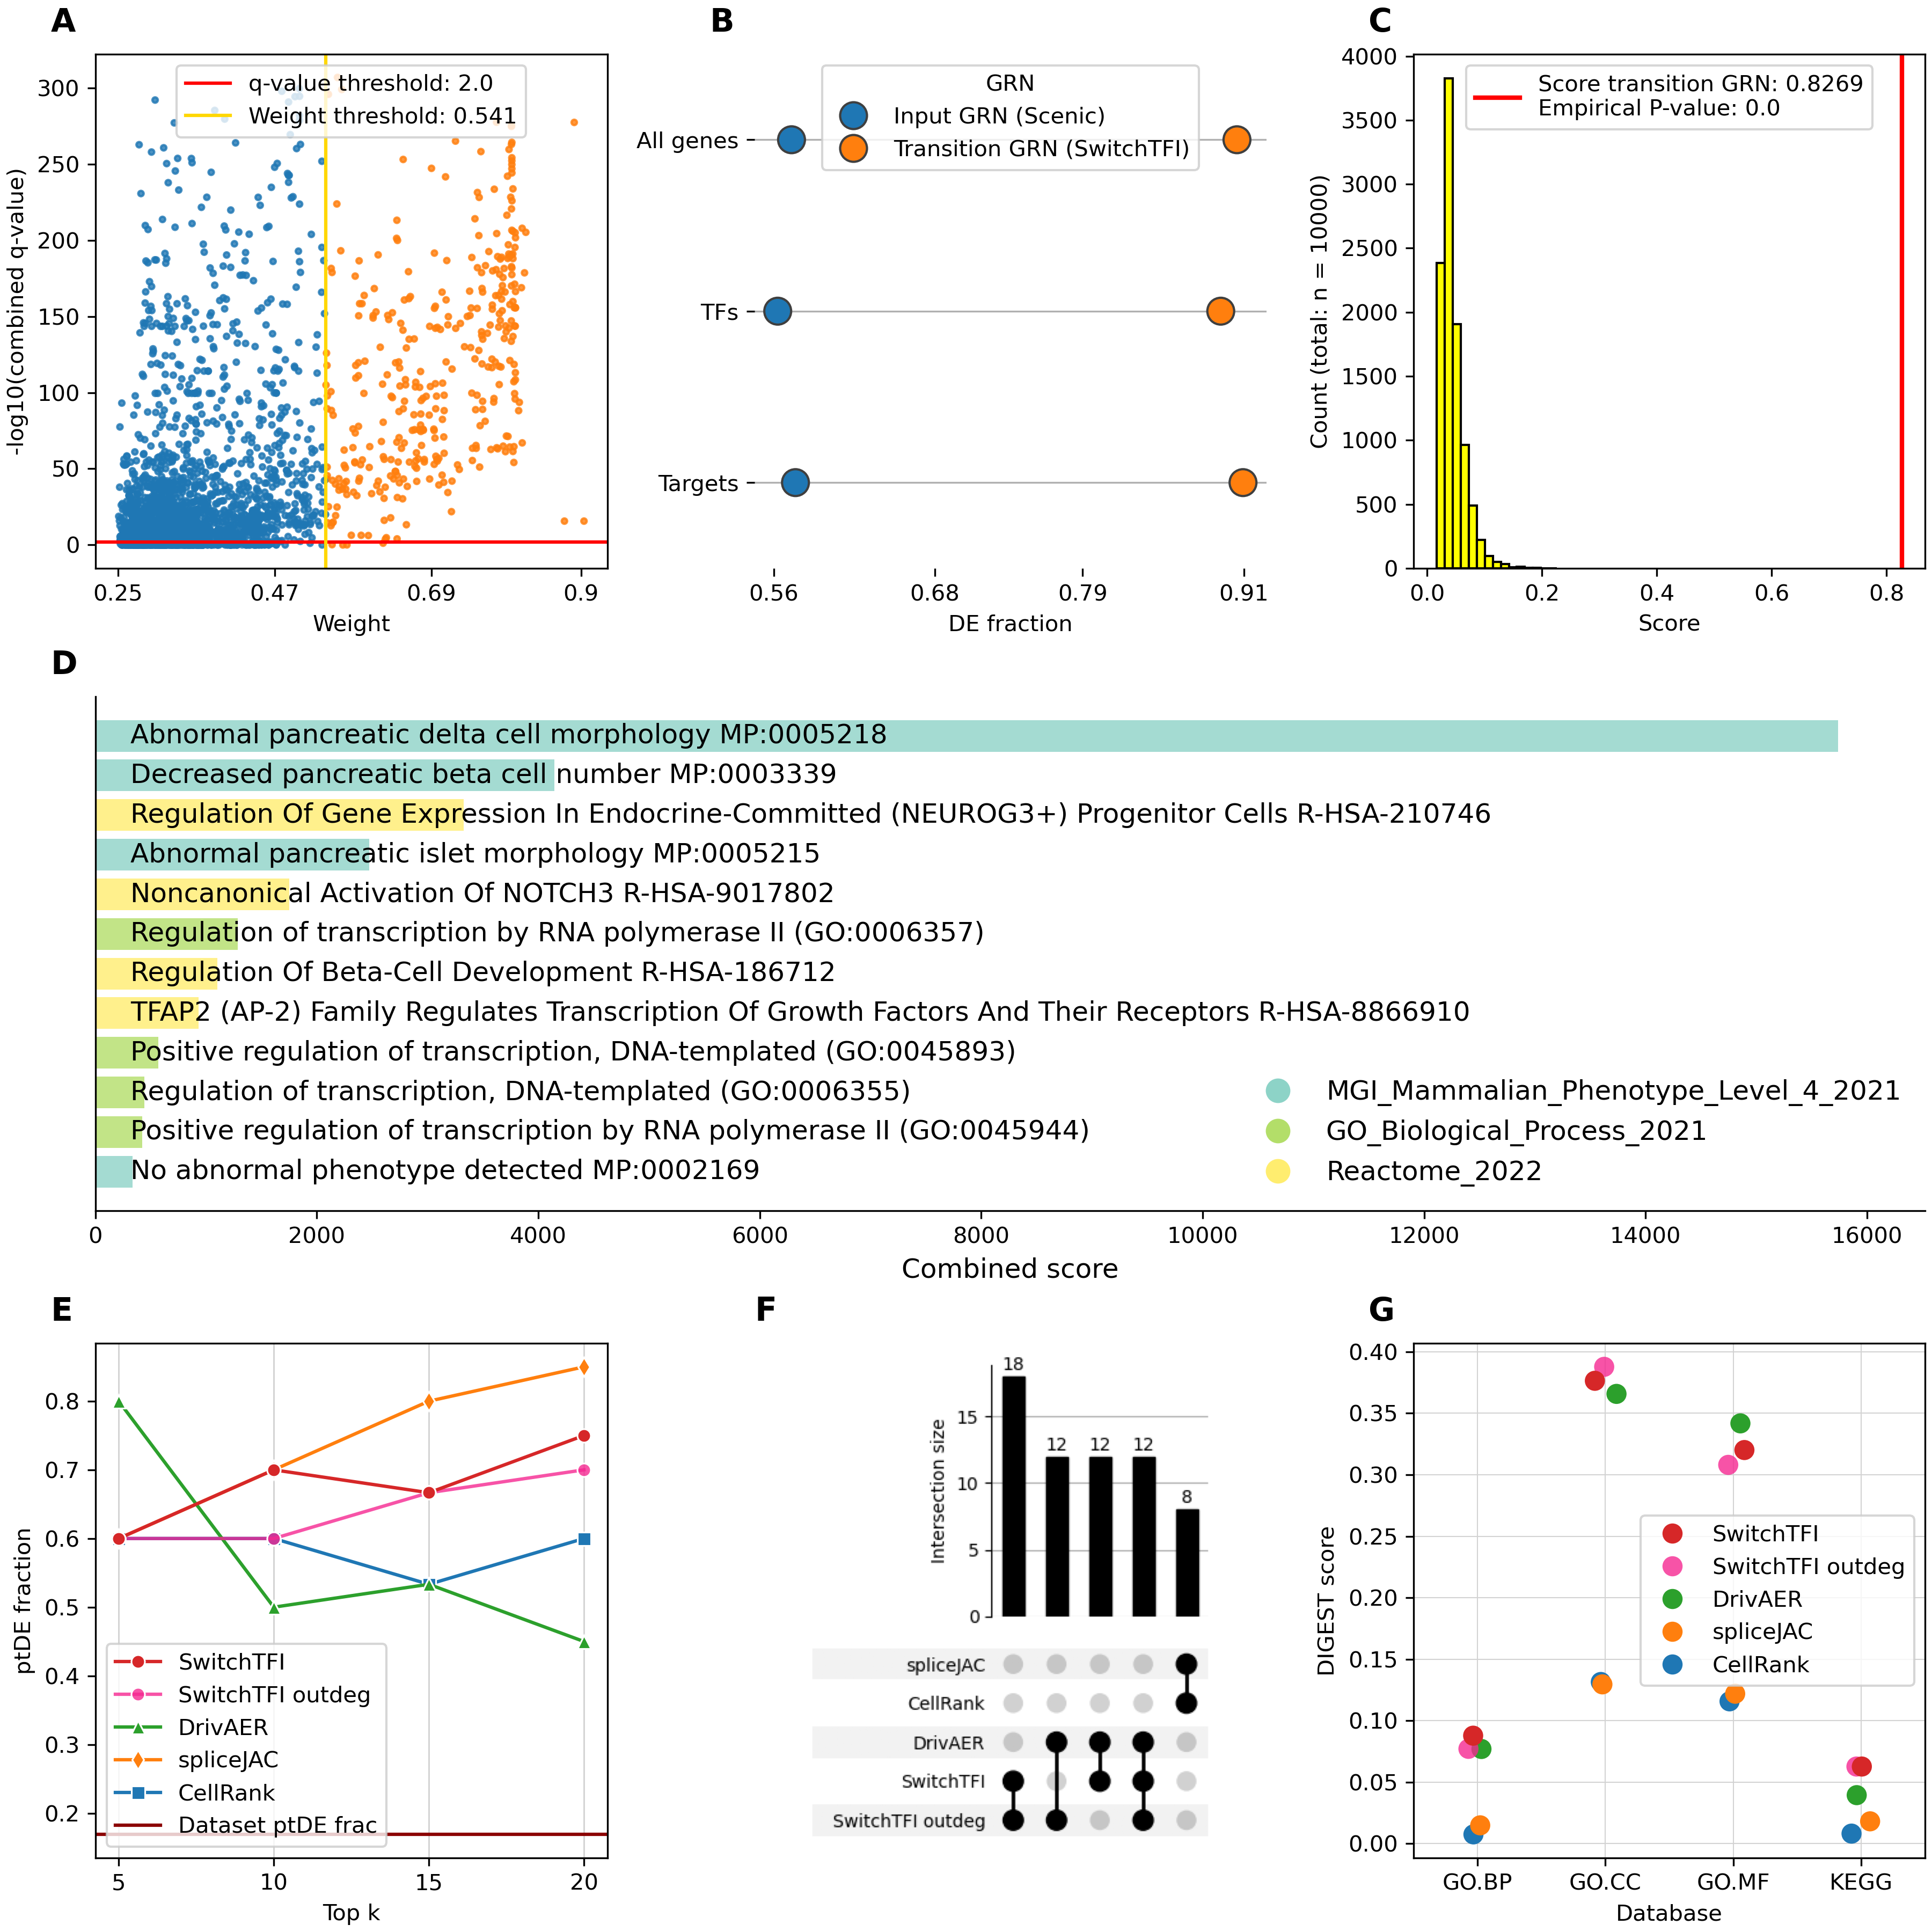 A
B
C
q-value threshold: 2.0
Weight threshold: 0.541
-log10(combined q-value)
300
250
200
150
100
50
0
0.25
0.47
0.69
0.9
Weight
GRN
Input GRN (Scenic)
Transition GRN (SwitchTFI)
All genes
TFs
Targets
0.56
0.68
0.79
0.91
DE fraction
Score transition GRN: 0.8269
Empirical P-value: 0.0
Count (total: n = 10000)
4000
3500
3000
2500
2000
1500
1000
500
0
0.0
0.2
0.4
0.6
0.8
Score
D
Abnormal pancreatic delta cell morphology MP:0005218
Decreased pancreatic beta cell number MP:0003339
Regulation Of Gene Expression In Endocrine-Committed (NEUROG3+) Progenitor Cells R-HSA-210746
Abnormal pancreatic islet morphology MP:0005215
Noncanonical Activation Of NOTCH3 R-HSA-9017802
Regulation of transcription by RNA polymerase II (GO:0006357)
Regulation Of Beta-Cell Development R-HSA-186712
TFAP2 (AP-2) Family Regulates Transcription Of Growth Factors And Their Receptors R-HSA-8866910
Positive regulation of transcription, DNA-templated (GO:0045893)
Regulation of transcription, DNA-templated (GO:0006355)
Positive regulation of transcription by RNA polymerase II (GO:0045944)
No abnormal phenotype detected MP:0002169
MGI_Mammalian_Phenotype_Level_4_2021
GO_Biological_Process_2021
Reactome_2022
0
2000
4000
6000
8000
10000
12000
14000
16000
Combined score
E
F
G
ptDE fraction
0.8
0.7
0.6
0.5
0.4
0.3
0.2
SwitchTFI
SwitchTFI outdeg
DrivAER
spliceJAC
CellRank
Dataset ptDE frac
5
10
15
20
Top k
Intersection size
15
10
5
0
18
12
12
12
8
spliceJAC
CellRank
DrivAER
SwitchTFI
SwitchTFI outdeg
DIGEST score
0.40
0.35
0.30
0.25
0.20
0.15
0.10
0.05
0.00
SwitchTFI
SwitchTFI outdeg
DrivAER
spliceJAC
CellRank
GO.BP
GO.CC
GO.MF
KEGG
Database